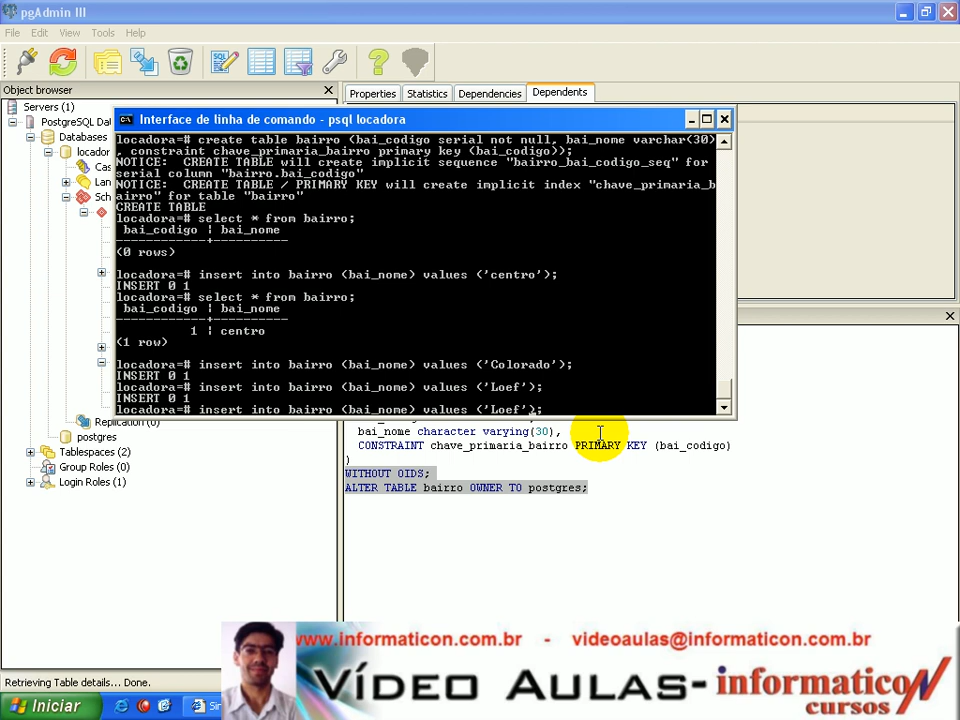 pgAdmin III
File Edit View Tools Help
Object browser
Properties Statistics Dependencies Dependents
Servers (1)
PostgreSQL Dat
Databases
locador
Cas
Lan
Sch
Replication (0)
postgres
Tablespaces (2)
Group Roles (0)
Login Roles (1)
Interface de linha de comando - psql locadora
locadora=# create table bairro (bai_codigo serial not null, bai_nome varchar(30)
, constraint chave_primaria_bairro primary key (bai_codigo));
NOTICE: CREATE TABLE will create implicit sequence "bairro_bai_codigo_seq" for
serial column "bairro.bai_codigo"
NOTICE: CREATE TABLE / PRIMARY KEY will create implicit index "chave_primaria_b
airro" for table "bairro"
CREATE TABLE
locadora=# select * from bairro;
bai_codigo | bai_nome
------------+----------
(0 rows)
locadora=# insert into bairro (bai_nome) values ('centro');
INSERT 0 1
locadora=# select * from bairro;
bai_codigo | bai_nome
------------+----------
1 | centro
(1 row)
locadora=# insert into bairro (bai_nome) values ('Colorado');
INSERT 0 1
locadora=# insert into bairro (bai_nome) values ('Loef');
INSERT 0 1
locadora=# insert into bairro (bai_nome) values ('Loef');
bai_nome character varying(30),
CONSTRAINT chave_primaria_bairro PRIMARY KEY (bai_codigo)
)
WITHOUT OIDS;
ALTER TABLE bairro OWNER TO postgres;
www.informaticon.com.br - videoaulas@informaticon.com.br
VÍDEO AULAS-informaticon
cursos
Retrieving Table details... Done.
Iniciar